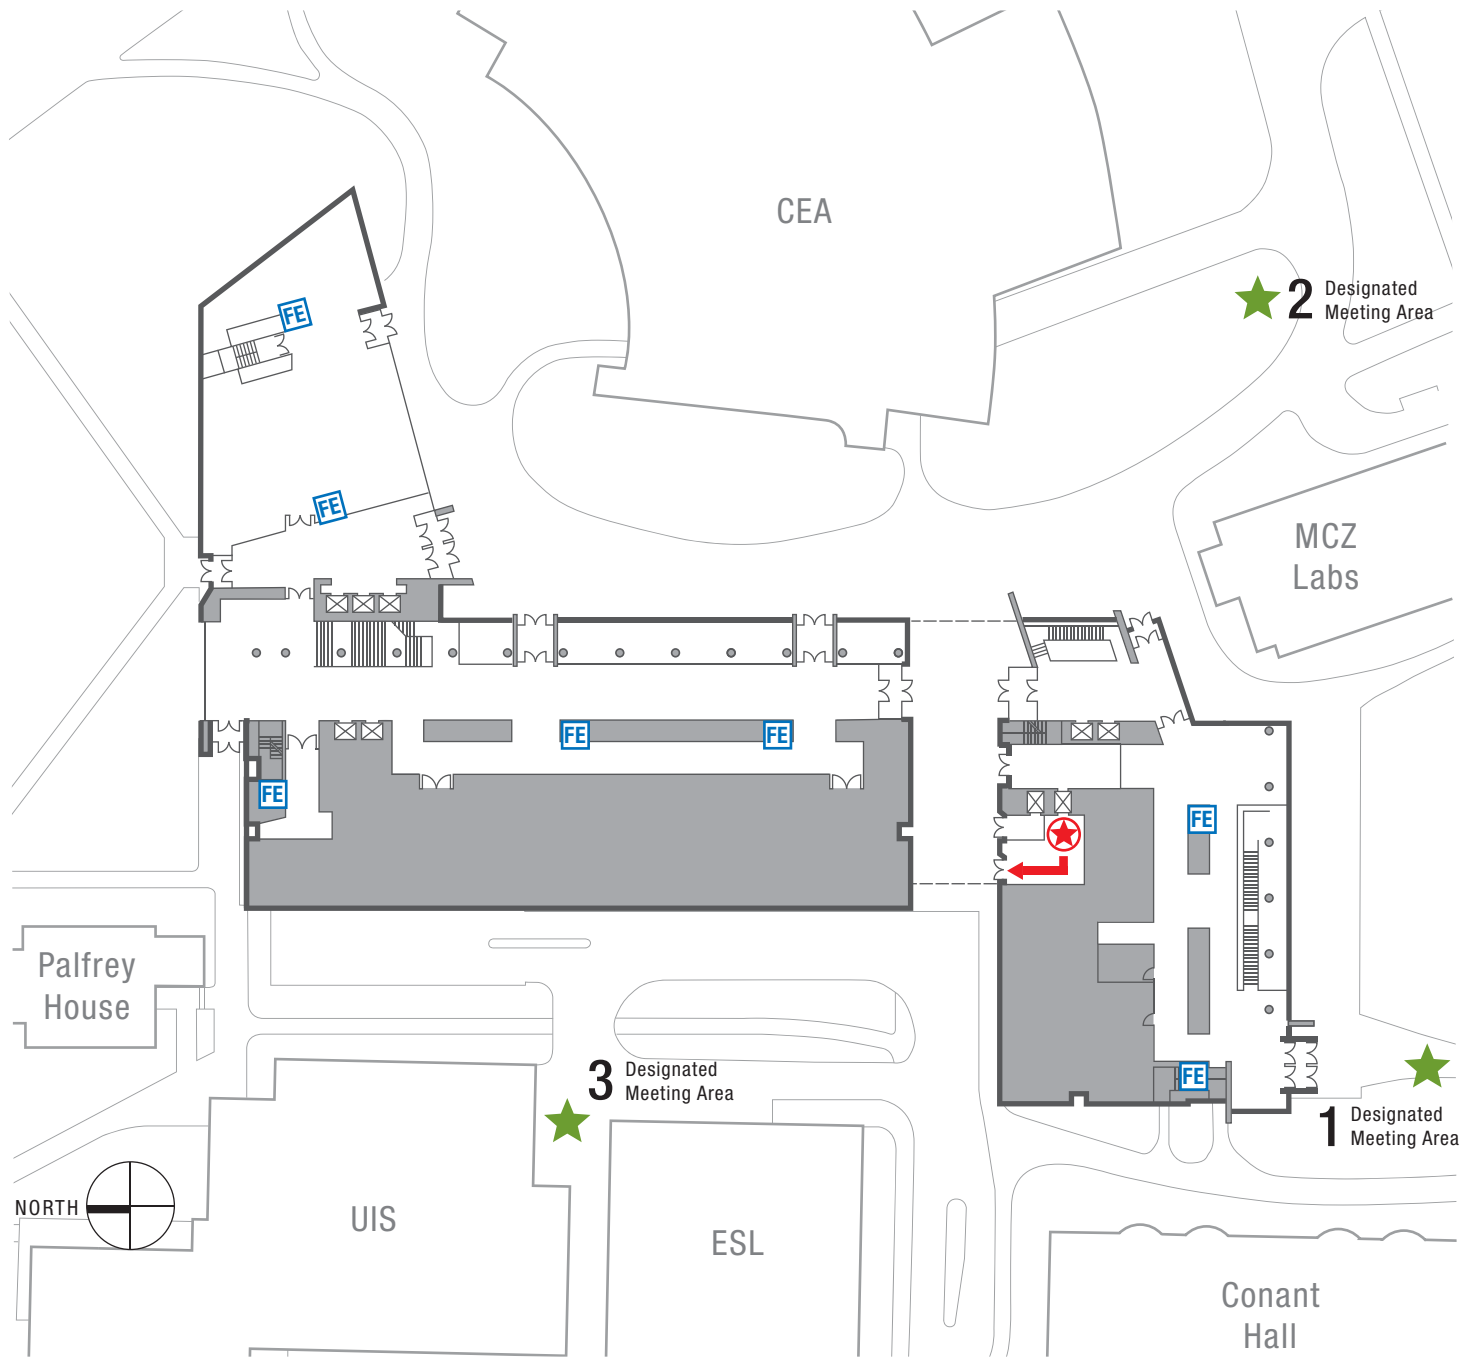 CEA
2 Designated
Meeting Area
FE
FE
MCZ
Labs
FE
FE
FE
FE
Palfrey
House
3 Designated
Meeting Area
FE
1 Designated
Meeting Area
NORTH
UIS
ESL
Conant
Hall